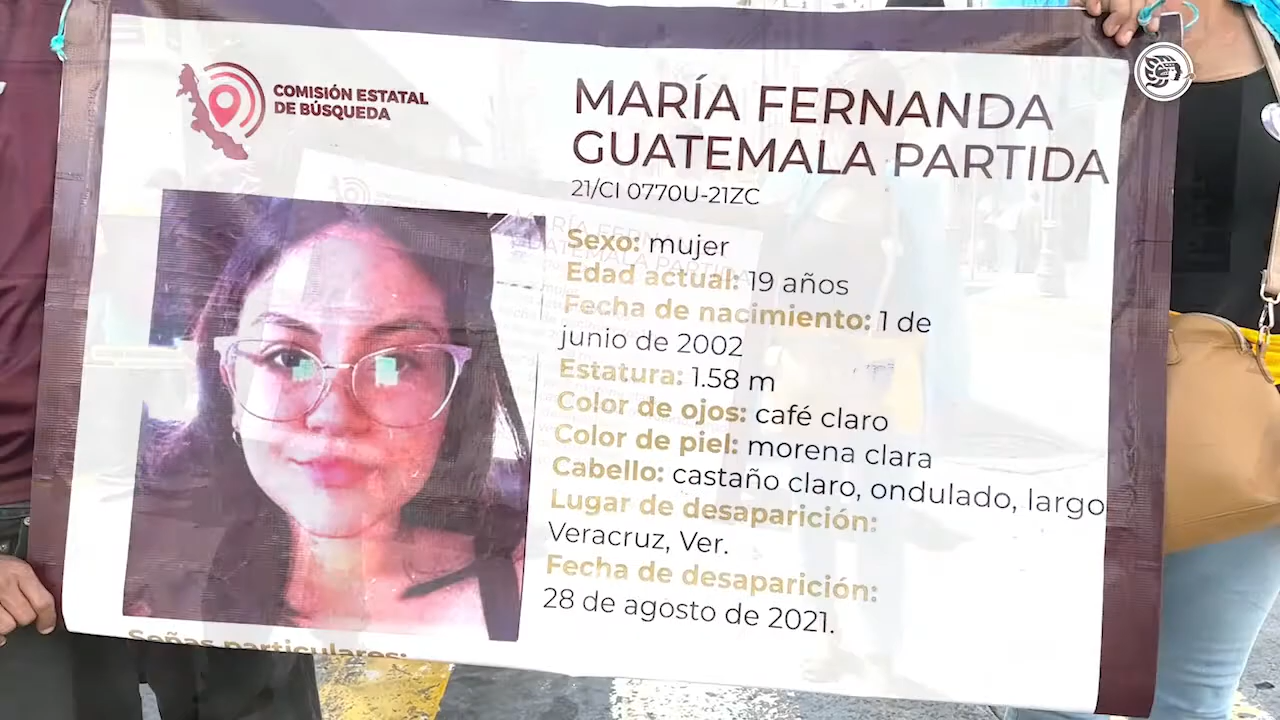 COMISIÓN ESTATAL
DE BÚSQUEDA
MARÍA FERNANDA
GUATEMALA PARTIDA
21/CI 0770U-21ZC
Sexo: mujer
Edad actual: 19 años
Fecha de nacimiento: 1 de
junio de 2002
Estatura: 1.58 m
Color de ojos: café claro
Color de piel: morena clara
Cabello: castaño claro, ondulado, largo
Lugar de desaparición:
Veracruz, Ver.
Fecha de desaparición:
28 de agosto de 2021.
Señas particulares: